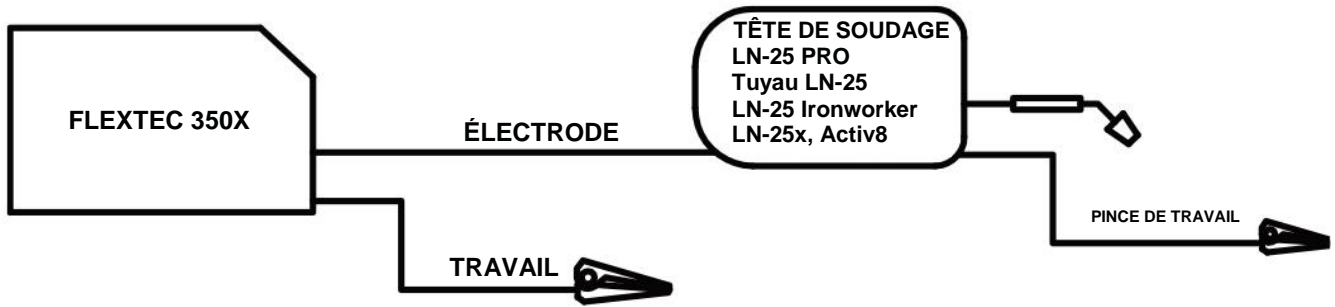 FLEXTEC 350X
ÉLECTRODE
TRAVAIL
TÊTE DE SOUDAGE
LN-25 PRO
Tuyau LN-25
LN-25 Ironworker
LN-25x, Activ8
PINCE DE TRAVAIL